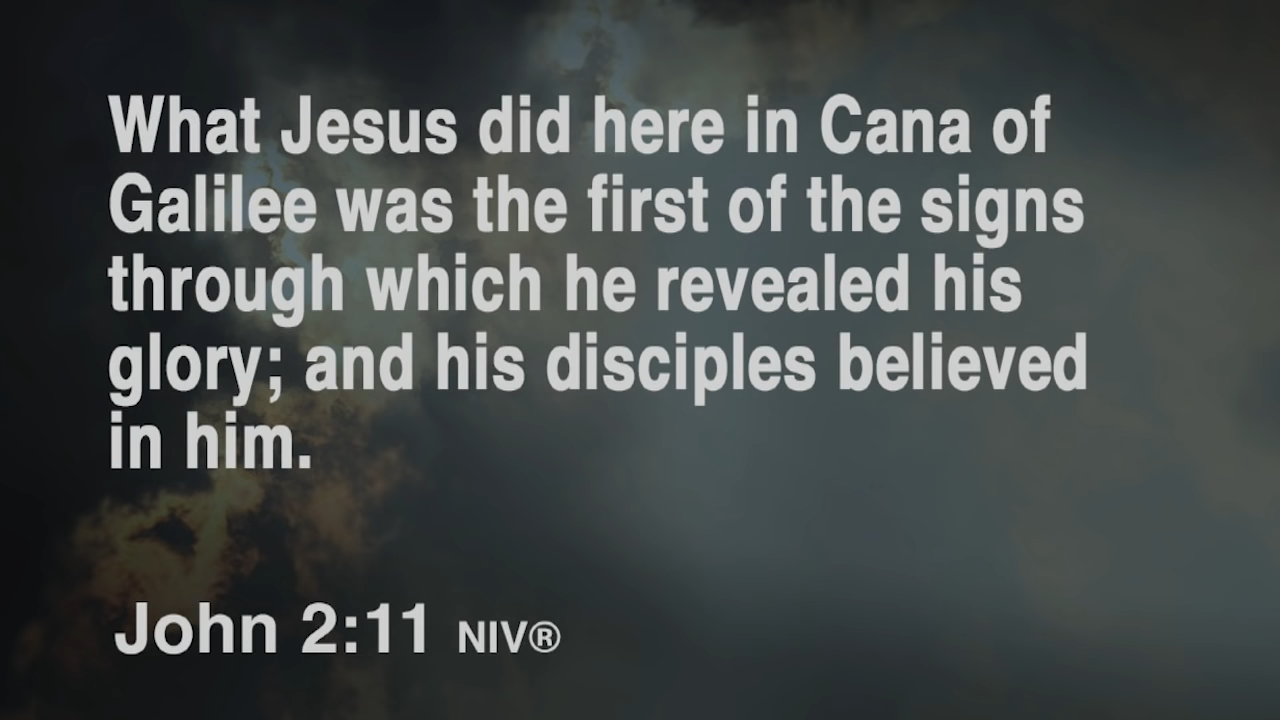 What Jesus did here in Cana of
Galilee was the first of the signs
through which he revealed his
glory; and his disciples believed
in him.
John 2:11 NIV®